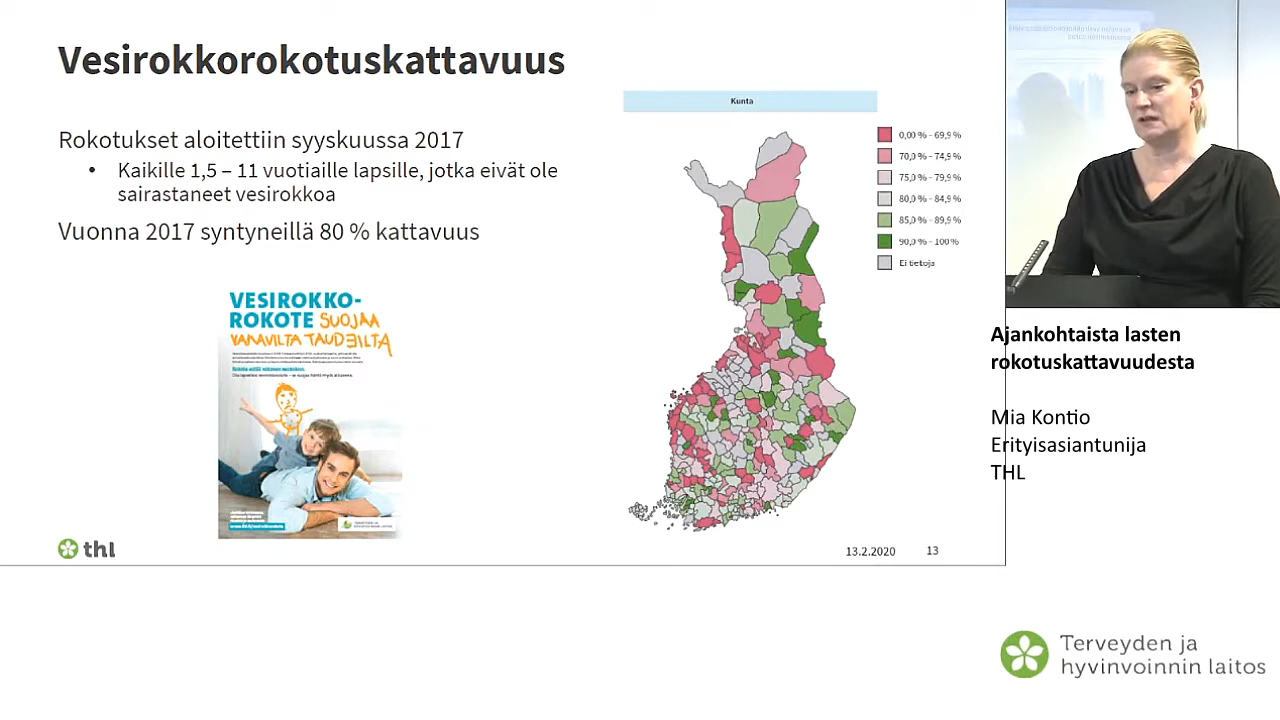 Vesirokkorokotuskattavuus
Rokotukset aloitettiin syyskuussa 2017
• Kaikille 1,5 – 11 vuotiaille lapsille, jotka eivät ole
sairastaneet vesirokkoa
Vuonna 2017 syntyneillä 80 % kattavuus
VESIROKKO-
ROKOTE SUOJAA
VAKAVILTA TAUDEILTA
thl
Kunta
0,00 % - 69,9 %
70,0 % - 74,9 %
75,0 % - 79,9 %
80,0 % - 84,9 %
85,0 % - 89,9 %
90,0 % - 100 %
Ei tietoja
13.2.2020
13
Ajankohtaista lasten
rokotuskattavuudesta
Mia Kontio
Erityisasiantunija
THL
Terveyden ja
hyvinvoinnin laitos